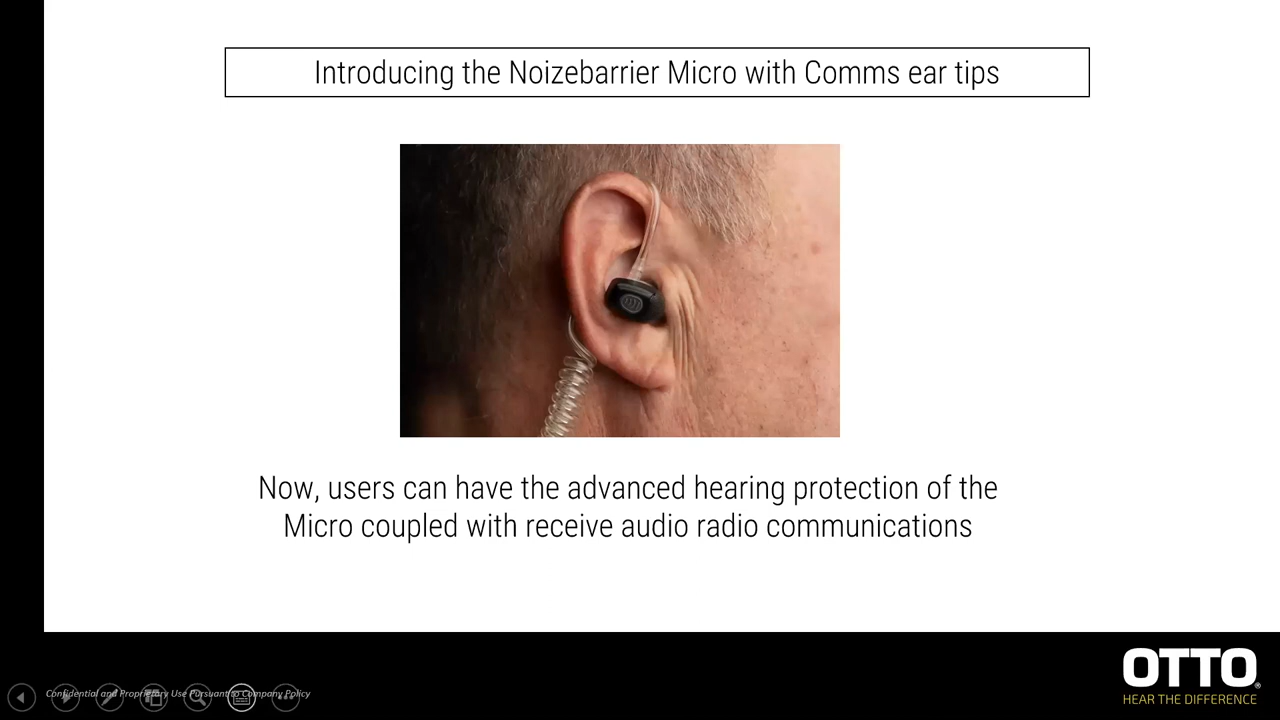 Introducing the Noizebarrier Micro with Comms ear tips
Now, users can have the advanced hearing protection of the
Micro coupled with receive audio radio communications
OTTO®
HEAR THE DIFFERENCE
Confidential and Proprietary Use Pursuant to Company Policy